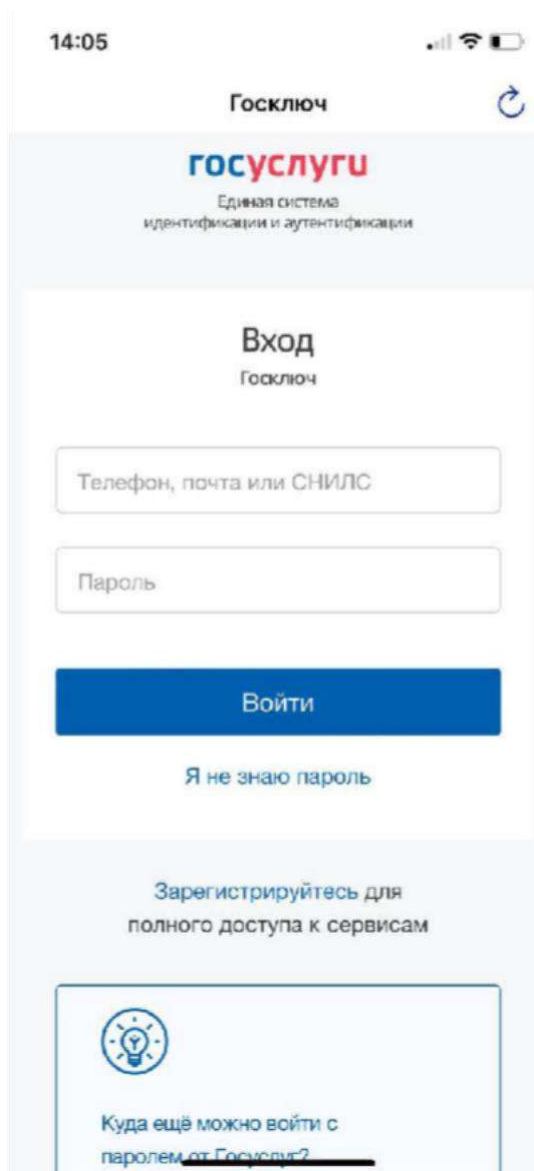 14:05
Госключ
госуслуги
Единая система
идентификации и аутентификации
Вход
Госключ
Телефон, почта или СНИЛС
Пароль
Войти
Я не знаю пароль
Зарегистрируйтесь для
полного доступа к сервисам
Куда ещё можно войти с
паролем от Госуслуг?